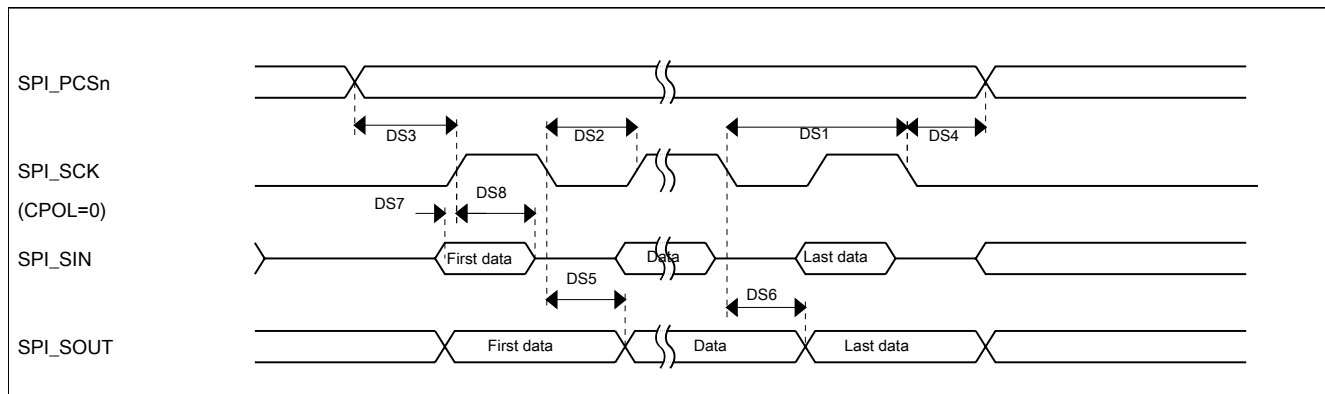 SPI_PCSn
DS3
DS2
DS1
DS4
SPI_SCK
(CPOL=0)
DS7
DS8
SPI_SIN
First data
Data
Last data
DS5
DS6
SPI_SOUT
First data
Data
Last data